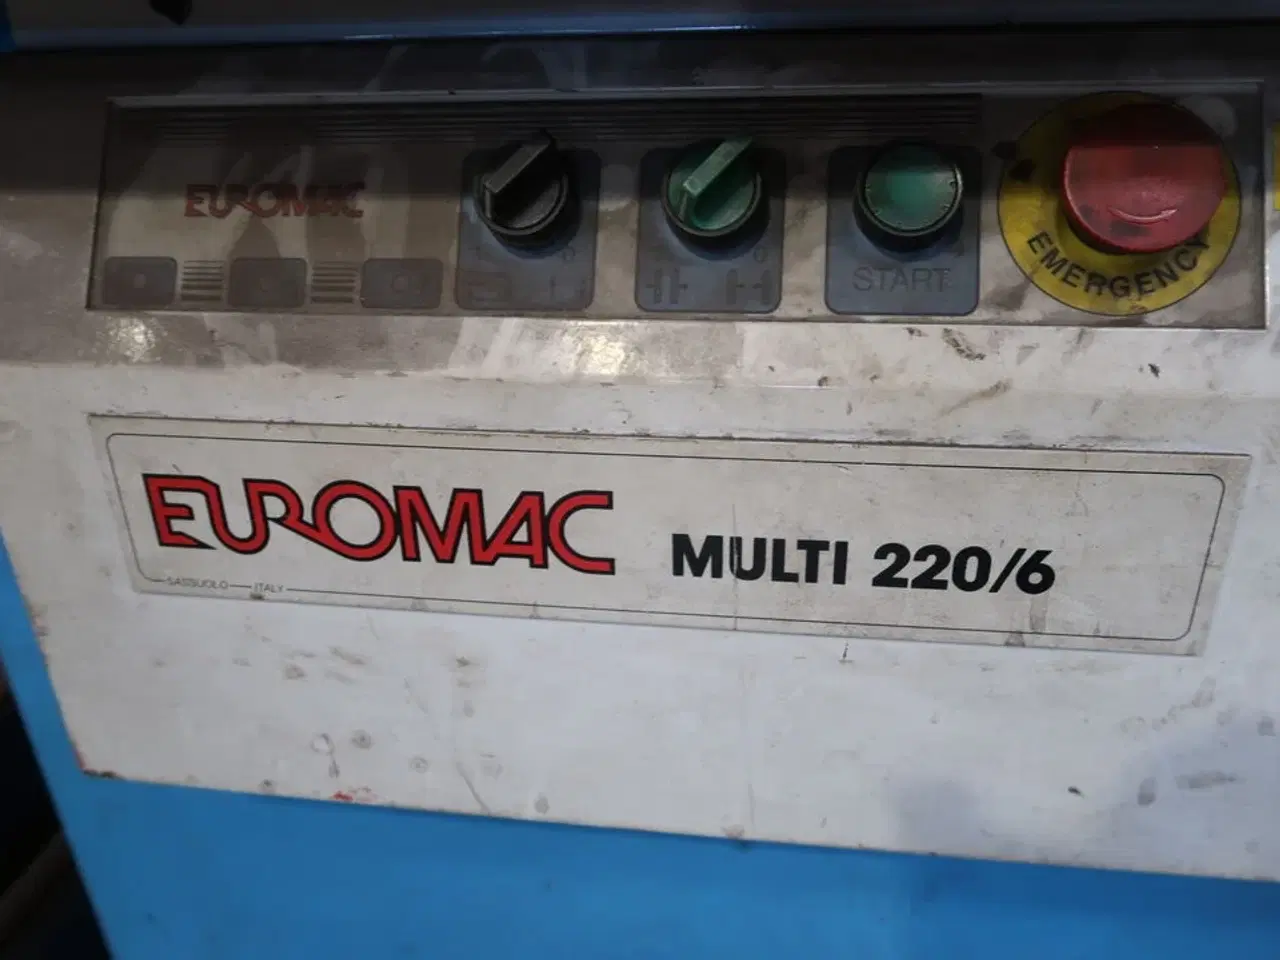 EUROMAC
START
EMERGENCY
EUROMAC MULTI 220/6
SASSUOLO ITALY